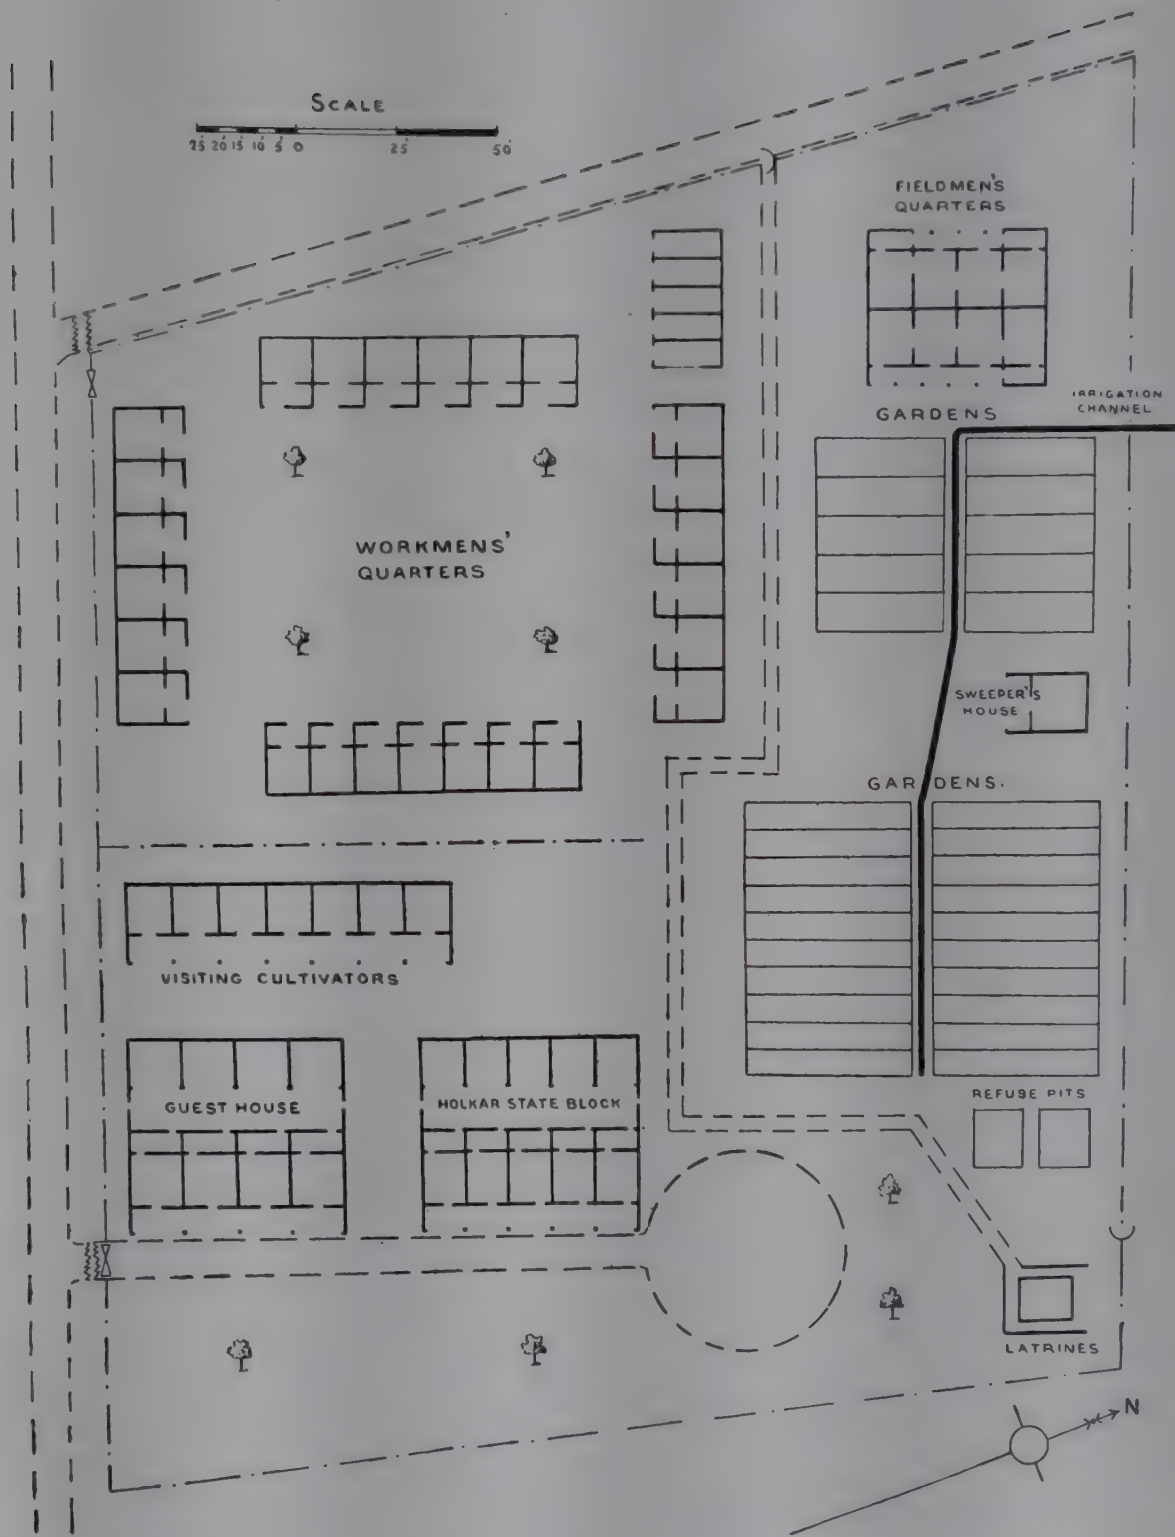 SCALE
25 20 15 10 5 0 25' 50'
FIELDMEN'S
QUARTERS
IRRIGATION
CHANNEL
GARDENS
WORKMENS'
QUARTERS
SWEEPER'S
HOUSE
GARDENS.
VISITING CULTIVATORS
GUEST HOUSE
HOLKAR STATE BLOCK
REFUSE PITS
LATRINES
N